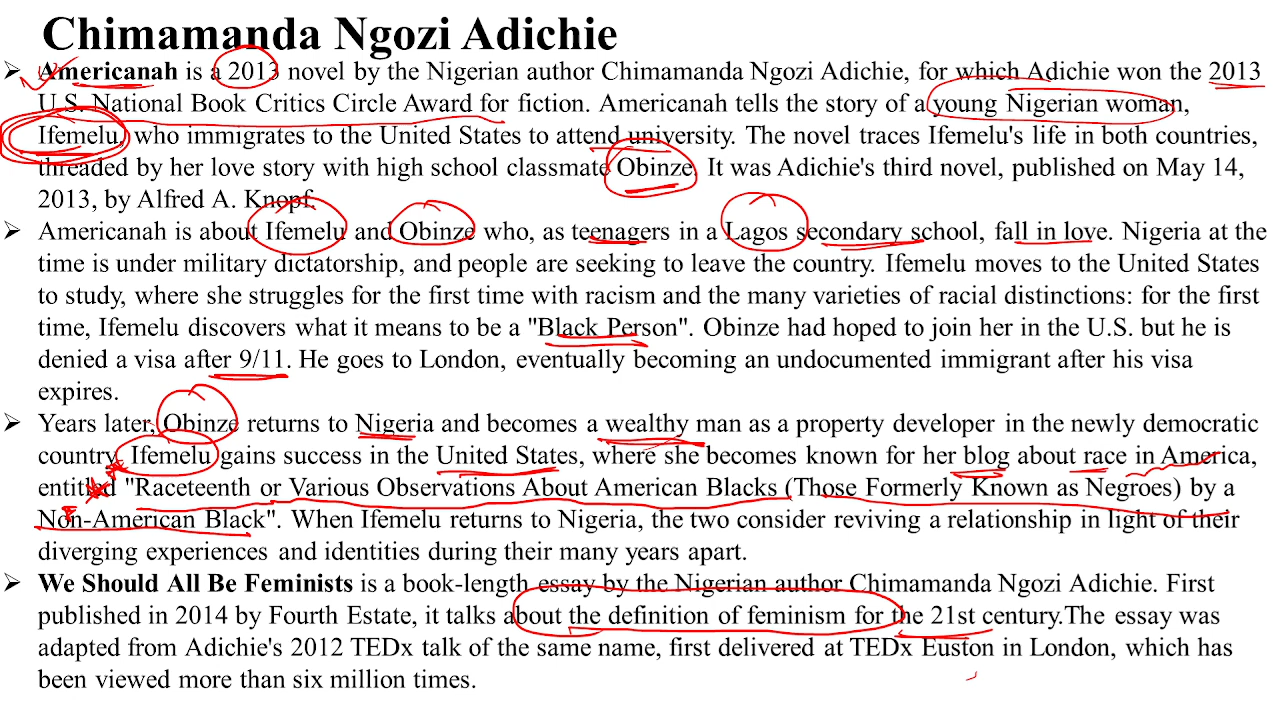 Chimamanda Ngozi Adichie
➢ Americanah is a 2013 novel by the Nigerian author Chimamanda Ngozi Adichie, for which Adichie won the 2013
U.S. National Book Critics Circle Award for fiction. Americanah tells the story of a young Nigerian woman,
Ifemelu, who immigrates to the United States to attend university. The novel traces Ifemelu's life in both countries,
threaded by her love story with high school classmate Obinze. It was Adichie's third novel, published on May 14,
2013, by Alfred A. Knopf.
➢ Americanah is about Ifemelu and Obinze who, as teenagers in a Lagos secondary school, fall in love. Nigeria at the
time is under military dictatorship, and people are seeking to leave the country. Ifemelu moves to the United States
to study, where she struggles for the first time with racism and the many varieties of racial distinctions: for the first
time, Ifemelu discovers what it means to be a "Black Person". Obinze had hoped to join her in the U.S. but he is
denied a visa after 9/11. He goes to London, eventually becoming an undocumented immigrant after his visa
expires.
➢ Years later, Obinze returns to Nigeria and becomes a wealthy man as a property developer in the newly democratic
country. Ifemelu gains success in the United States, where she becomes known for her blog about race in America,
entitled "Raceteenth or Various Observations About American Blacks (Those Formerly Known as Negroes) by a
Non-American Black". When Ifemelu returns to Nigeria, the two consider reviving a relationship in light of their
diverging experiences and identities during their many years apart.
➢ We Should All Be Feminists is a book-length essay by the Nigerian author Chimamanda Ngozi Adichie. First
published in 2014 by Fourth Estate, it talks about the definition of feminism for the 21st century.The essay was
adapted from Adichie's 2012 TEDx talk of the same name, first delivered at TEDx Euston in London, which has
been viewed more than six million times.